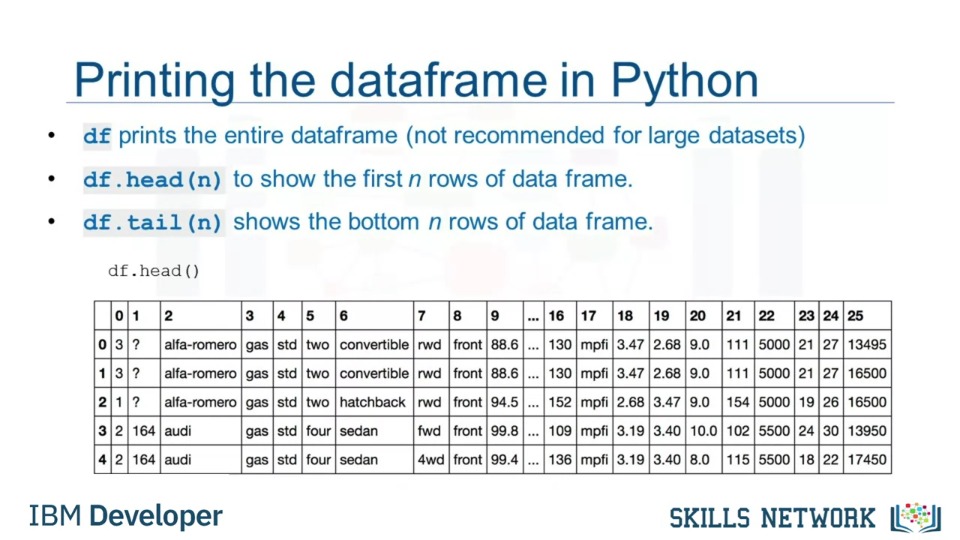 Printing the dataframe in Python
• df prints the entire dataframe (not recommended for large datasets)
• df.head(n) to show the first n rows of data frame.
• df.tail(n) shows the bottom n rows of data frame.
df.head()
0 1 2 3 4 5 6 7 8 9 ... 16 17 18 19 20 21 22 23 24 25
0 3 ? alfa-romero gas std two convertible rwd front 88.6 ... 130 mpfi 3.47 2.68 9.0 111 5000 21 27 13495
1 3 ? alfa-romero gas std two convertible rwd front 88.6 ... 130 mpfi 3.47 2.68 9.0 111 5000 21 27 16500
2 1 ? alfa-romero gas std two hatchback rwd front 94.5 ... 152 mpfi 2.68 3.47 9.0 154 5000 19 26 16500
3 2 164 audi gas std four sedan fwd front 99.8 ... 109 mpfi 3.19 3.40 10.0 102 5500 24 30 13950
4 2 164 audi gas std four sedan 4wd front 99.4 ... 136 mpfi 3.19 3.40 8.0 115 5500 18 22 17450
IBM Developer
SKILLS NETWORK